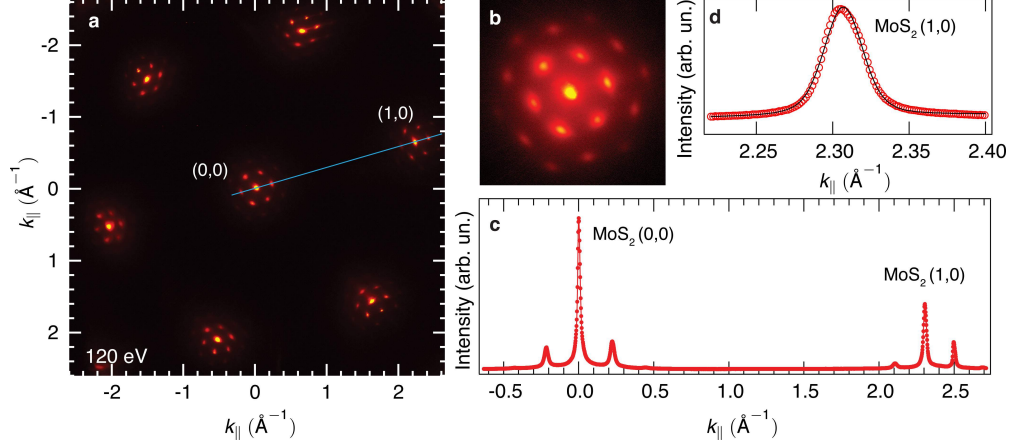 a
-2
-1
0
1
2
k∥ (Å⁻¹)
(1,0)
(0,0)
120 eV
-2 -1 0 1 2
k∥ (Å⁻¹)
b
d
MoS₂(1,0)
Intensity (arb. un.)
2.25 2.30 2.35 2.40
k∥ (Å⁻¹)
-0.5 0.0 0.5 1.0 1.5 2.0 2.5
c
MoS₂(0,0)
MoS₂(1,0)
Intensity (arb. un.)
k∥ (Å⁻¹)